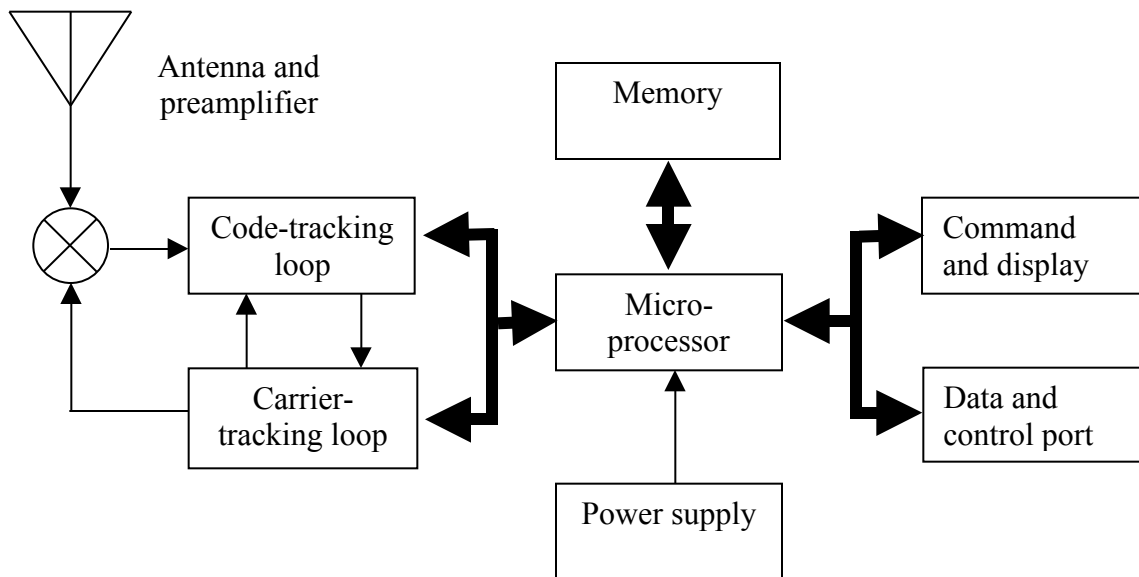 Antenna and
preamplifier
Memory
Code-tracking
loop
Command
and display
Micro-
processor
Carrier-
tracking loop
Data and
control port
Power supply